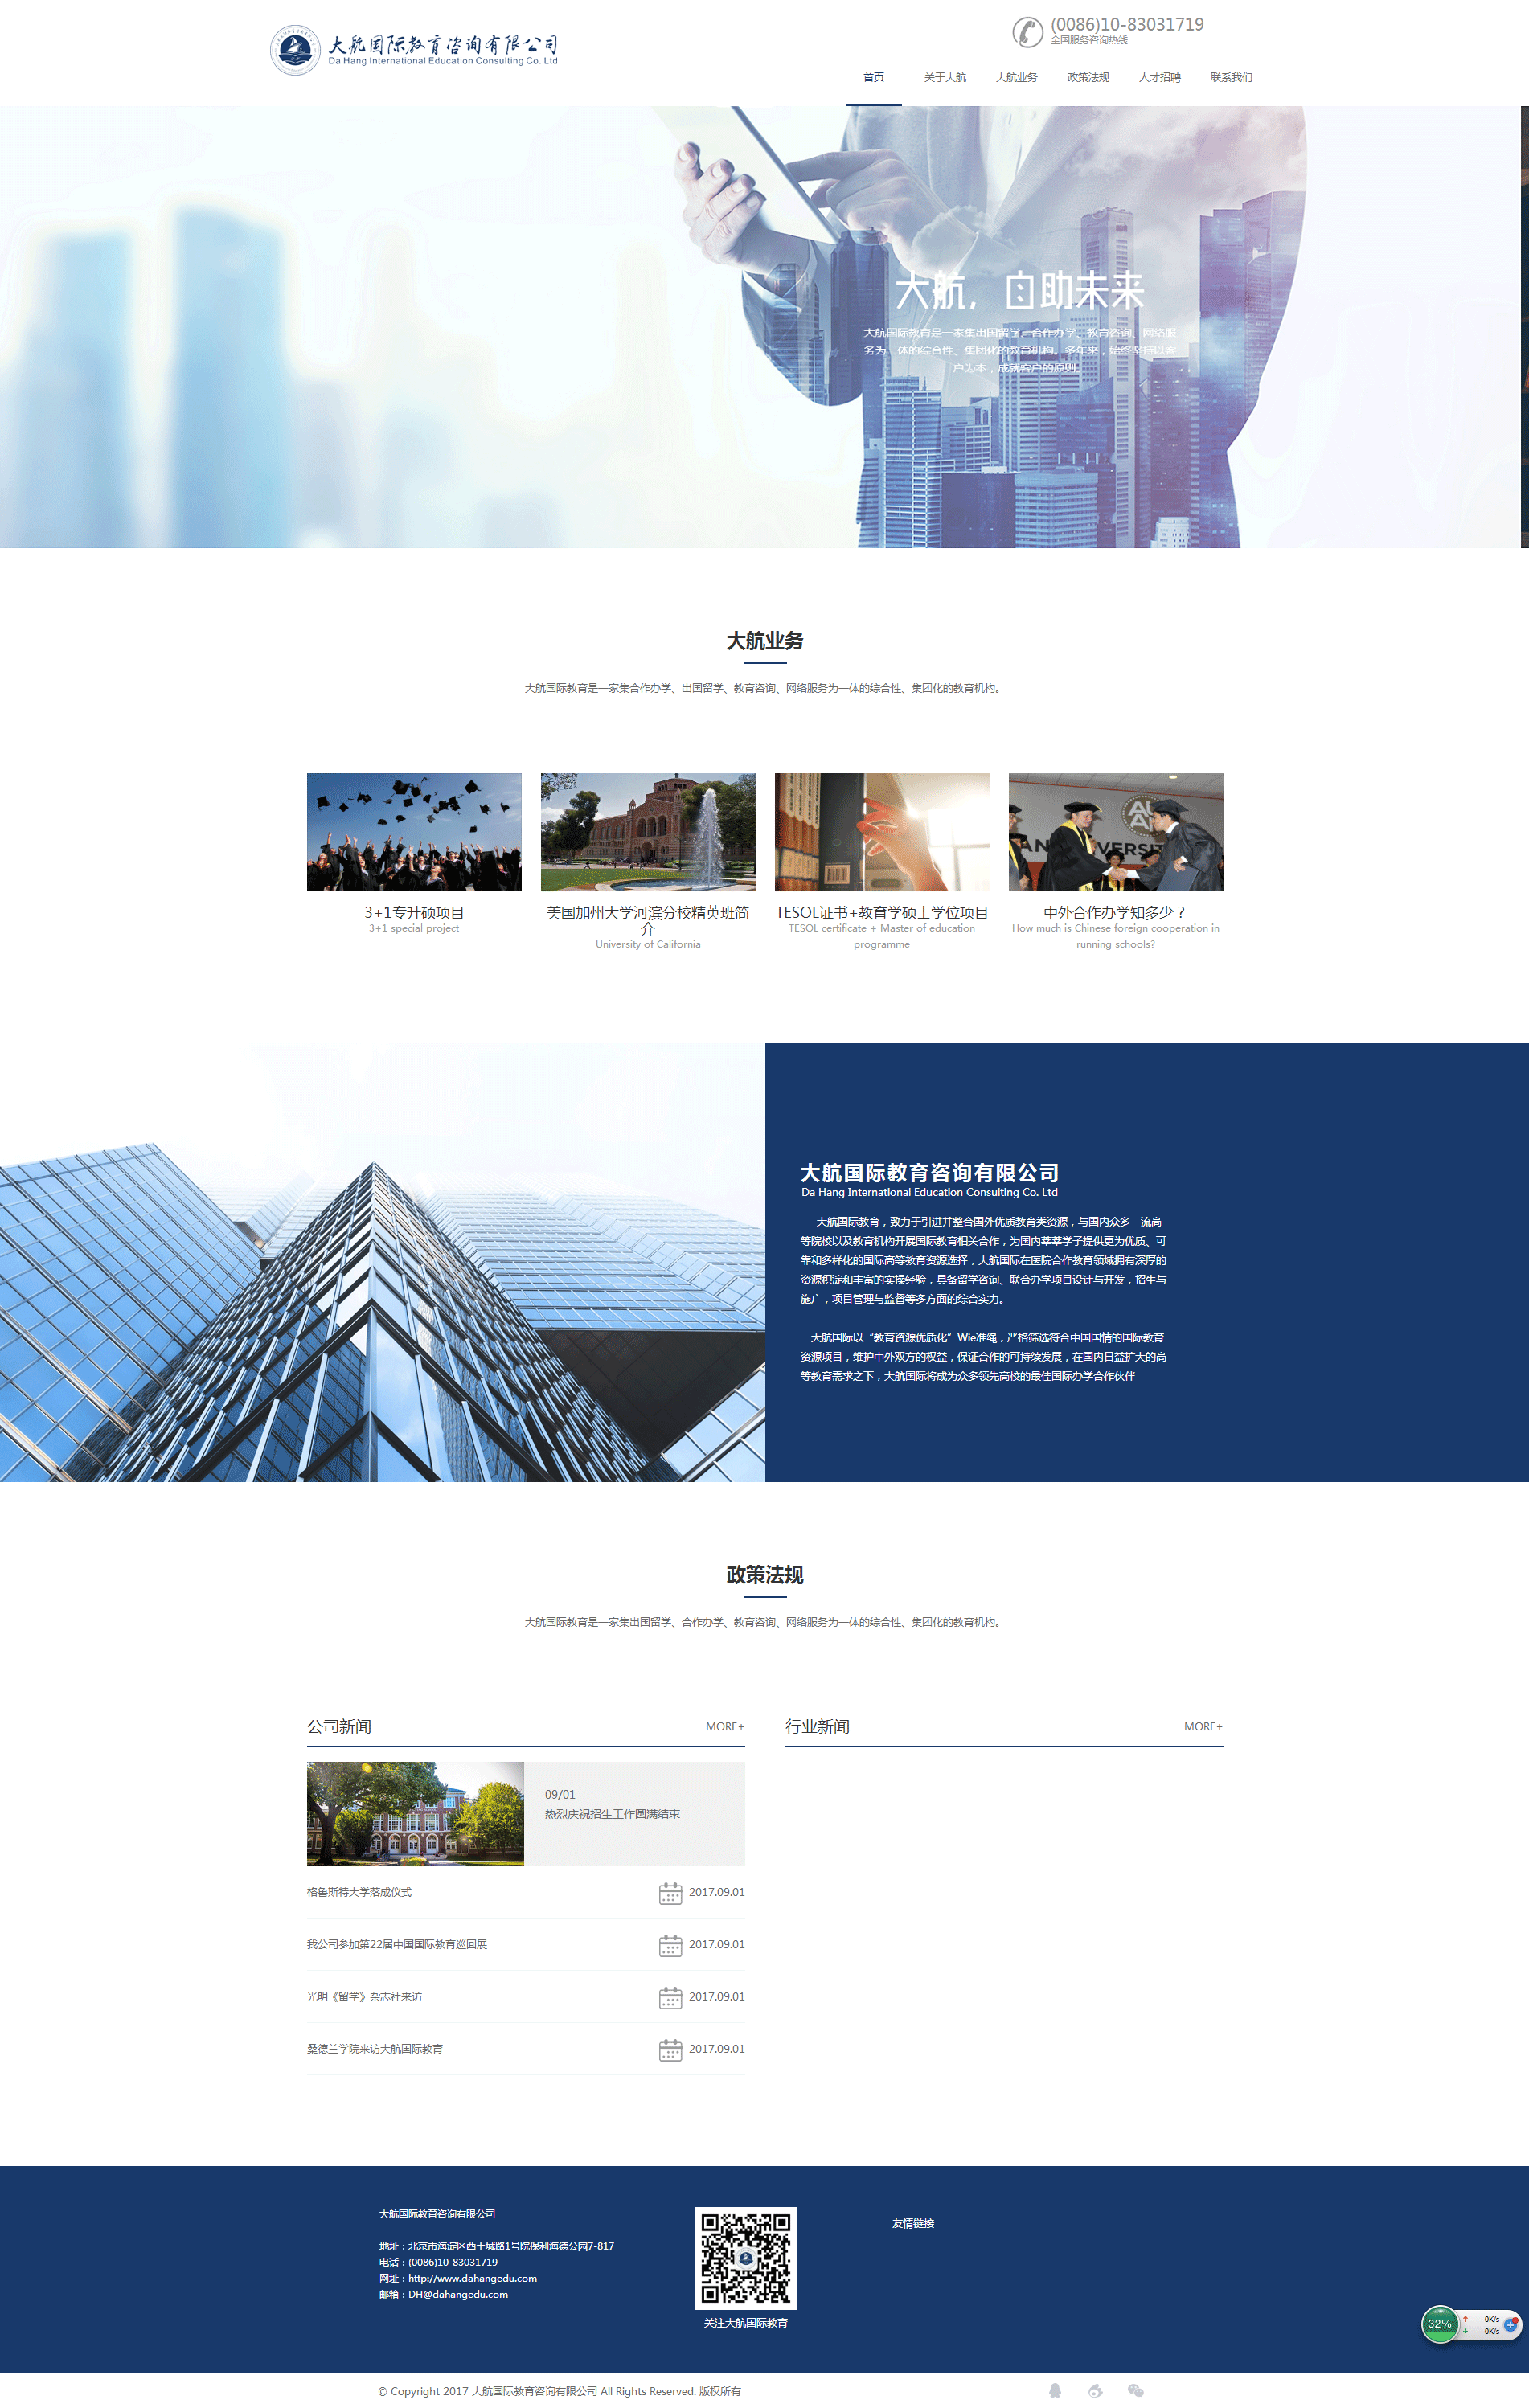 大航国际教育咨询有限公司
Da Hang International Education Consulting Co. Ltd
(0086)10-83031719
全国服务咨询热线
首页 关于大航 大航业务 政策法规 人才招聘 联系我们
大航，自助未来
大航国际教育是一家集出国留学、合作办学、教育咨询、网络服
务为一体的综合性、集团化的教育机构。多年来，始终坚持以客
户为本，成就客户的原则。
大航业务
大航国际教育是一家集合作办学、出国留学、教育咨询、网络服务为一体的综合性、集团化的教育机构。
3+1专升硕项目
3+1 special project
美国加州大学河滨分校精英班简
介
University of California
TESOL证书+教育学硕士学位项目
TESOL certificate + Master of education
programme
中外合作办学知多少？
How much is Chinese foreign cooperation in
running schools?
大航国际教育咨询有限公司
Da Hang International Education Consulting Co. Ltd
大航国际教育，致力于引进并整合国外优质教育类资源，与国内众多一流高
等院校以及教育机构开展国际教育相关合作，为国内莘莘学子提供更为优质、可
靠和多样化的国际高等教育资源选择，大航国际在医院合作教育领域拥有深厚的
资源积淀和丰富的实操经验，具备留学咨询、联合办学项目设计与开发，招生与
施广，项目管理与监督等多方面的综合实力。
大航国际以“教育资源优质化”Wie准绳，严格筛选符合中国国情的国际教育
资源项目，维护中外双方的权益，保证合作的可持续发展，在国内日益扩大的高
等教育需求之下，大航国际将成为众多领先高校的最佳国际办学合作伙伴
政策法规
大航国际教育是一家集出国留学、合作办学、教育咨询、网络服务为一体的综合性、集团化的教育机构。
公司新闻 MORE+
09/01
热烈庆祝招生工作圆满结束
格鲁斯特大学落成仪式 2017.09.01
我公司参加第22届中国国际教育巡回展 2017.09.01
光明《留学》杂志社来访 2017.09.01
桑德兰学院来访大航国际教育 2017.09.01
行业新闻 MORE+
大航国际教育咨询有限公司
地址：北京市海淀区西土城路1号院保利海德公园7-817
电话：(0086)10-83031719
网址：http://www.dahangedu.com
邮箱：DH@dahangedu.com
关注大航国际教育
友情链接
32%
0K/s
0K/s
© Copyright 2017 大航国际教育咨询有限公司 All Rights Reserved. 版权所有